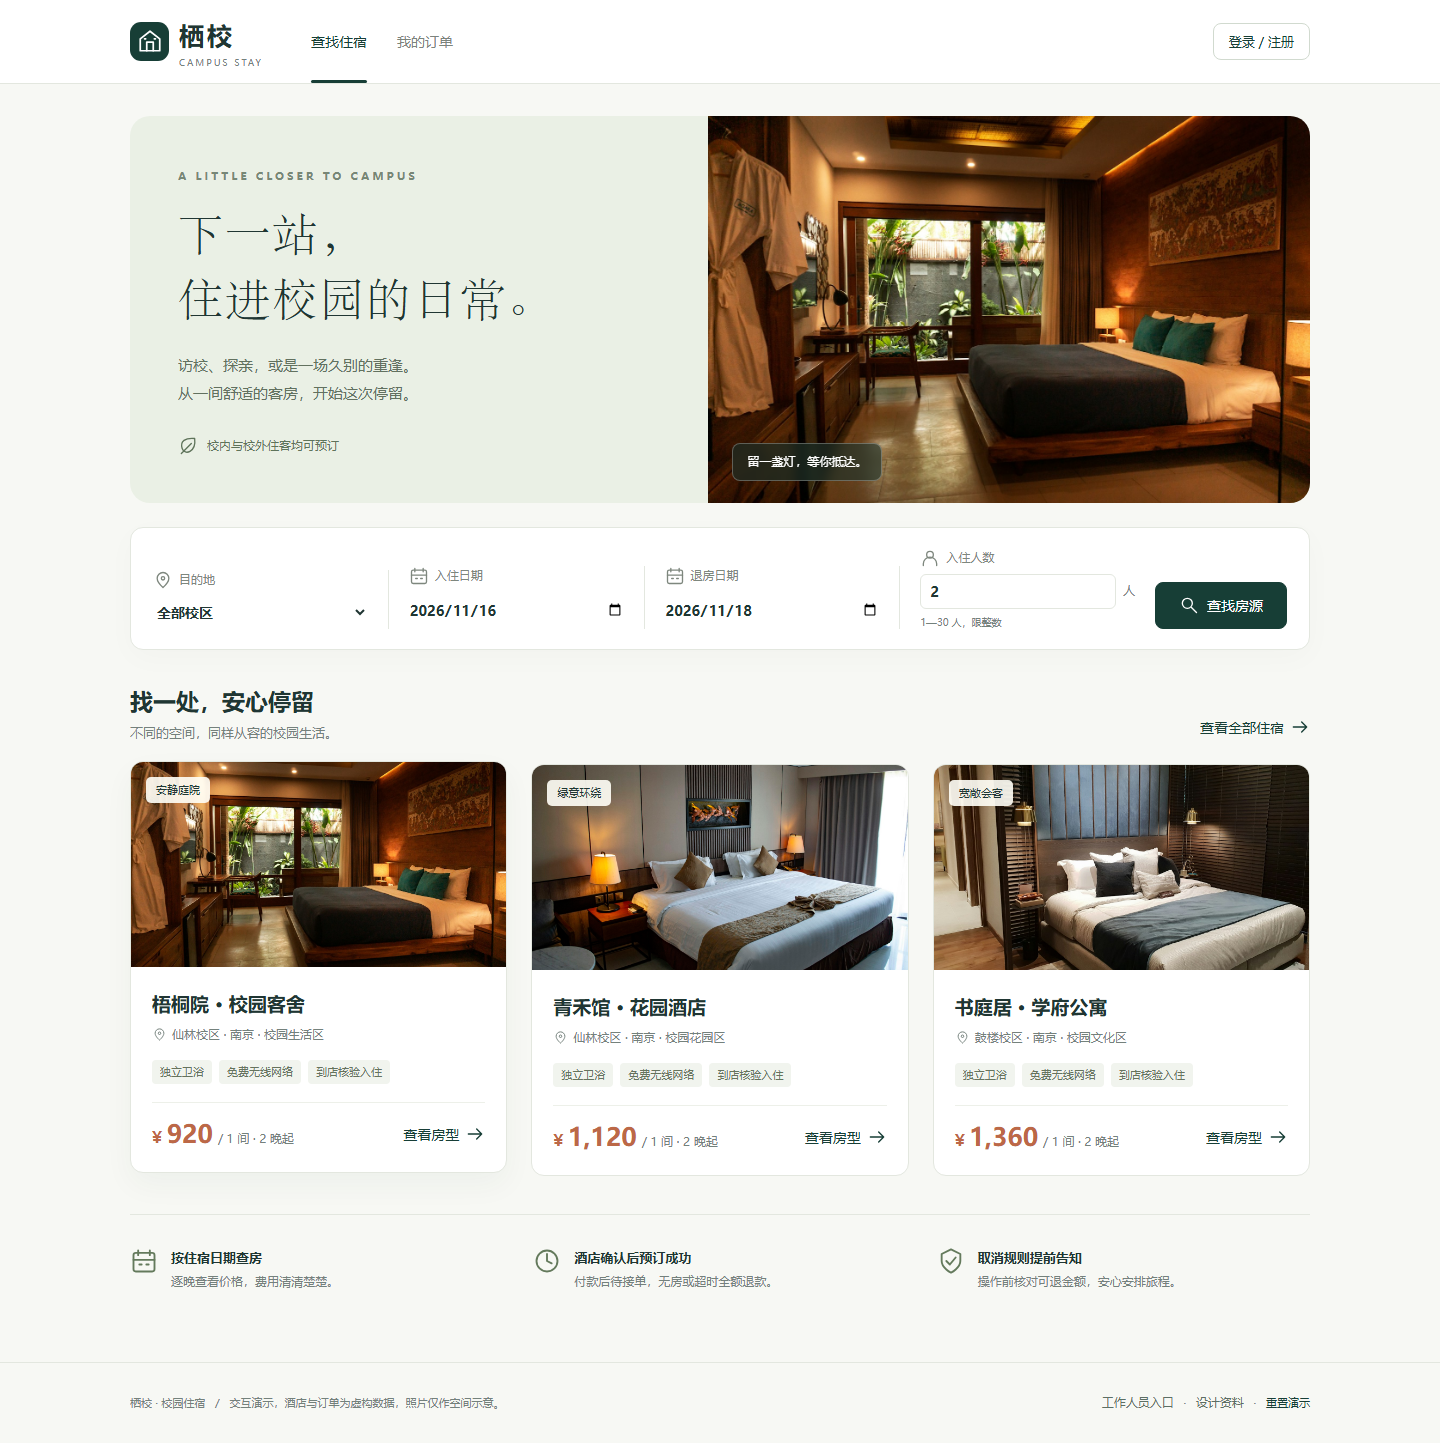 栖校
CAMPUS STAY
查找住宿
我的订单
登录 / 注册
A LITTLE CLOSER TO CAMPUS
下一站，
住进校园的日常。
访校、探亲，或是一场久别的重逢。
从一间舒适的客房，开始这次停留。
校内与校外住客均可预订
留一盏灯，等你抵达。
目的地
全部校区
入住日期
2026/11/16
退房日期
2026/11/18
入住人数
2
人
1—30 人，限整数
查找房源
找一处，安心停留
不同的空间，同样从容的校园生活。
查看全部住宿
安静庭院
梧桐院・校园客舍
仙林校区 · 南京 · 校园生活区
独立卫浴
免费无线网络
到店核验入住
¥ 920 / 1 间 · 2 晚起
查看房型
绿意环绕
青禾馆・花园酒店
仙林校区 · 南京 · 校园花园区
独立卫浴
免费无线网络
到店核验入住
¥ 1,120 / 1 间 · 2 晚起
查看房型
宽敞会客
书庭居・学府公寓
鼓楼校区 · 南京 · 校园文化区
独立卫浴
免费无线网络
到店核验入住
¥ 1,360 / 1 间 · 2 晚起
查看房型
按住宿日期查房
逐晚查看价格，费用清清楚楚。
酒店确认后预订成功
付款后待接单，无房或超时全额退款。
取消规则提前告知
操作前核对可退金额，安心安排旅程。
栖校 · 校园住宿 / 交互演示，酒店与订单为虚构数据，照片仅作空间示意。
工作人员入口 · 设计资料 · 重置演示